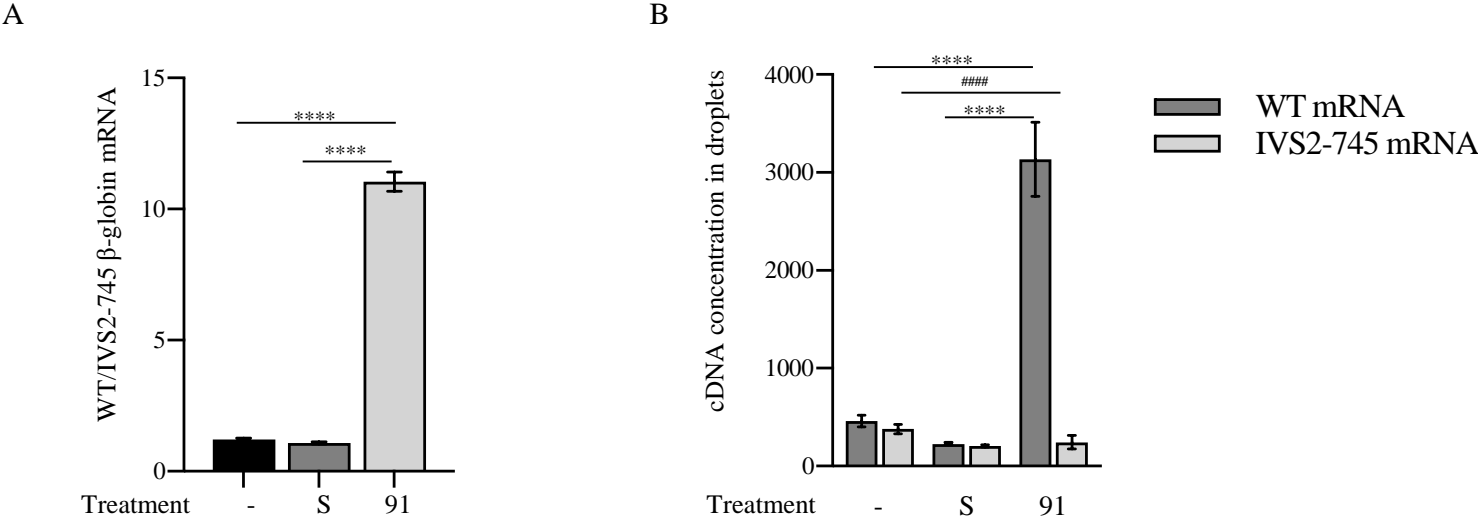 A
WT/IVS2-745 β-globin mRNA
15
10
5
0
****
****
Treatment - S 91
B
cDNA concentration in droplets
4000
3000
2000
1000
0
****
####
****
Treatment - S 91
WT mRNA
IVS2-745 mRNA